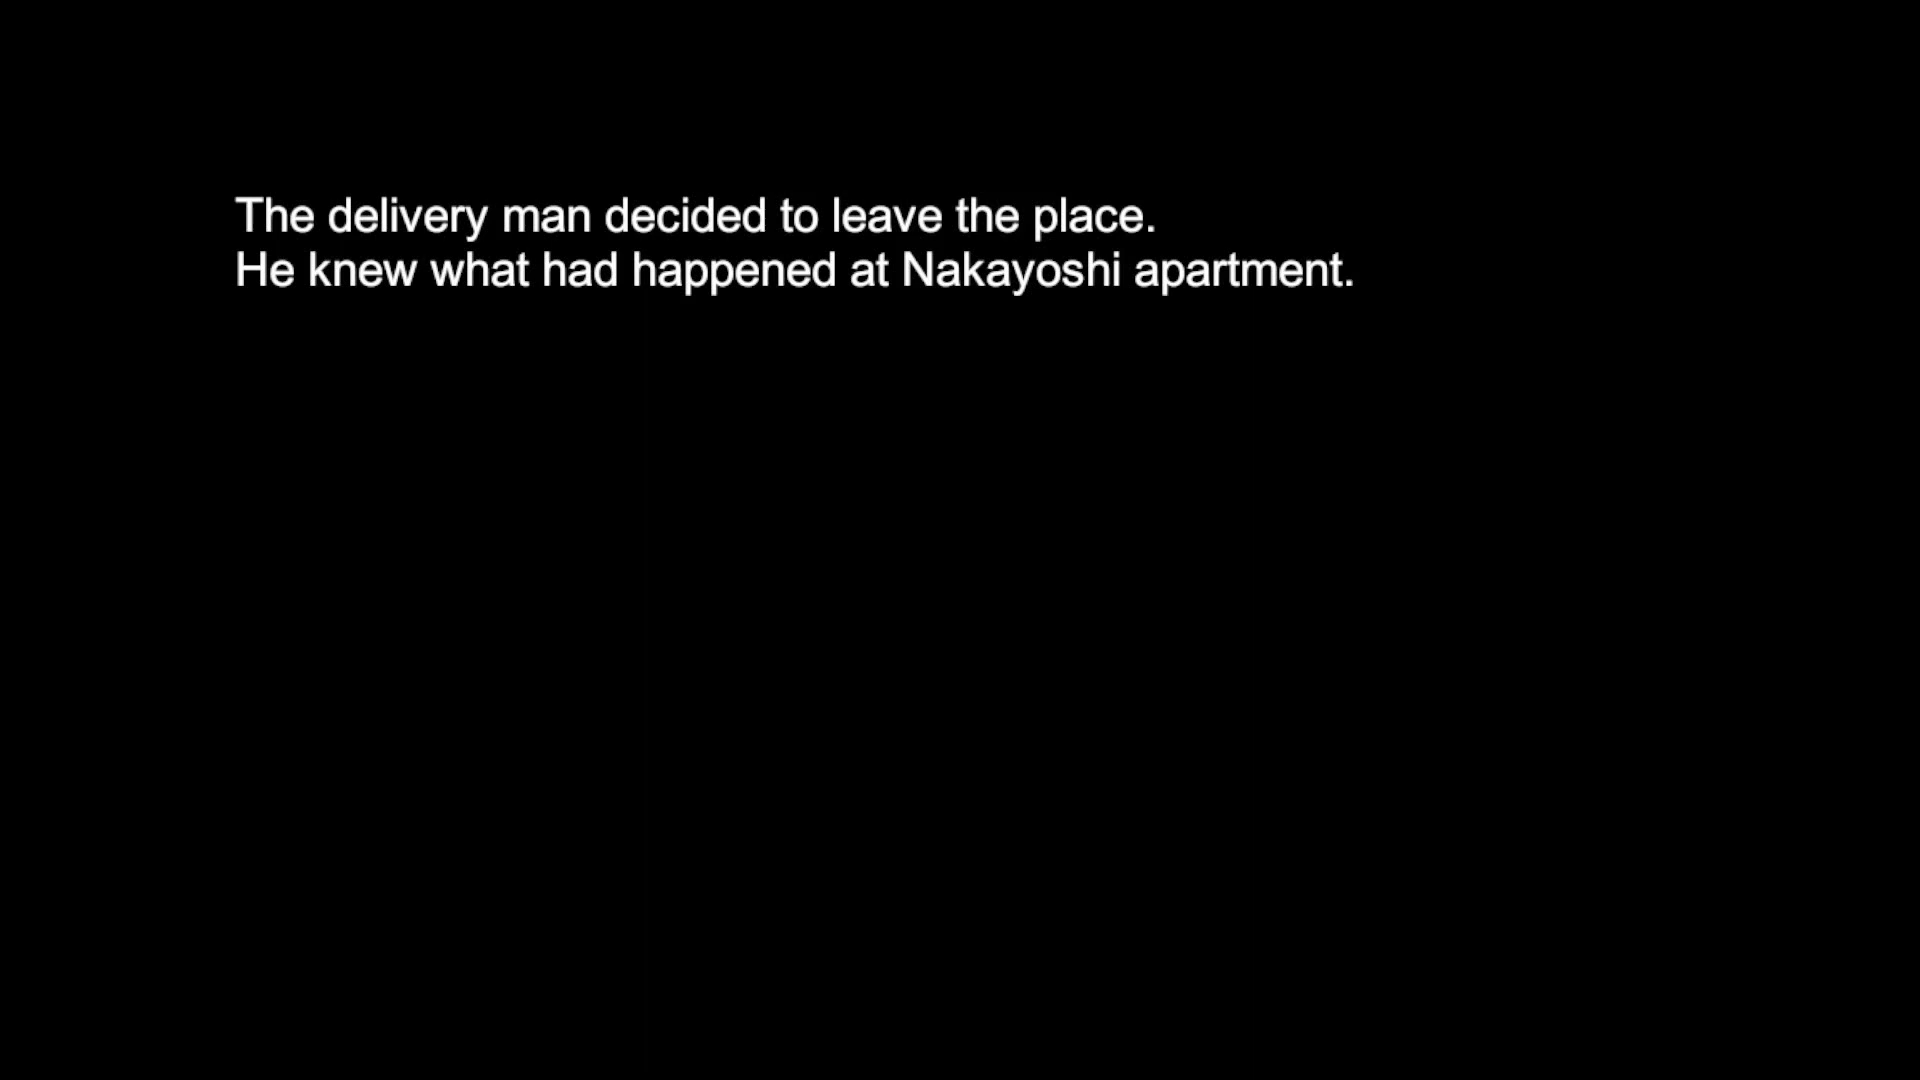 The delivery man decided to leave the place.
He knew what had happened at Nakayoshi apartment.